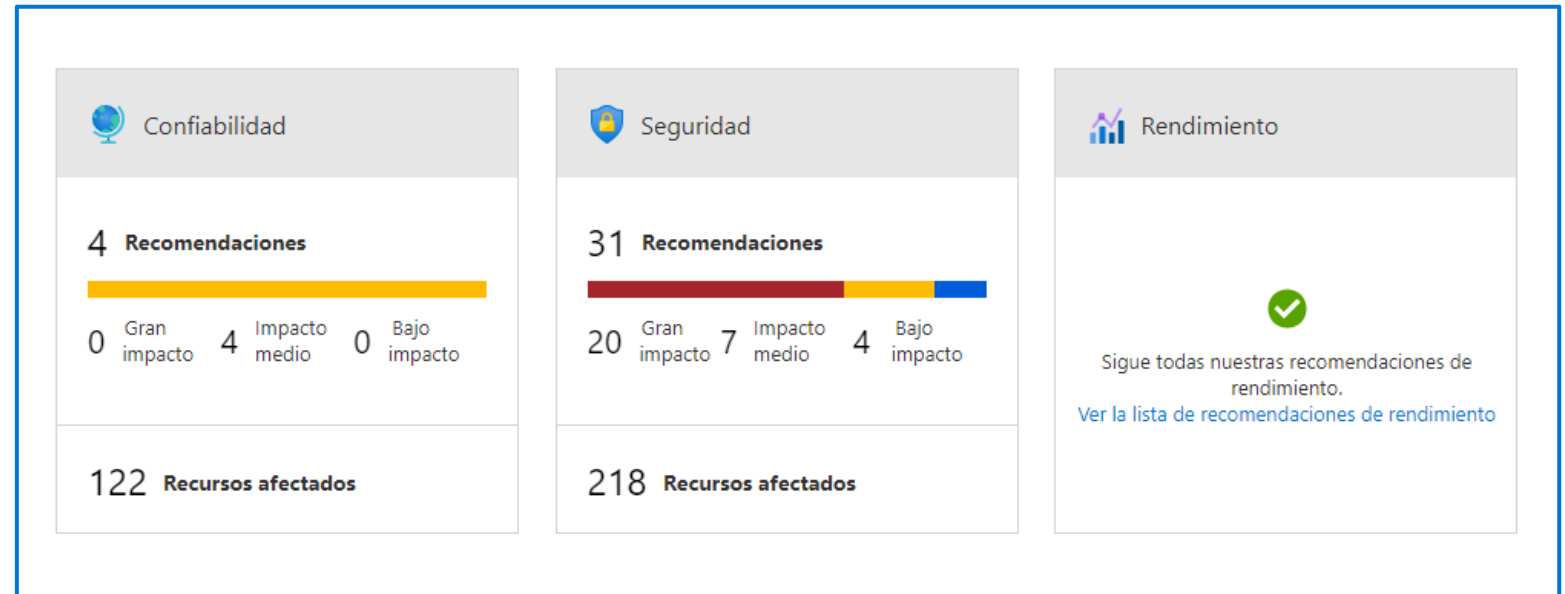 Confiabilidad
4 Recomendaciones
0 Gran impacto 4 Impacto medio 0 Bajo impacto
122 Recursos afectados
Seguridad
31 Recomendaciones
20 Gran impacto 7 Impacto medio 4 Bajo impacto
218 Recursos afectados
Rendimiento
Sigue todas nuestras recomendaciones de
rendimiento.
Ver la lista de recomendaciones de rendimiento